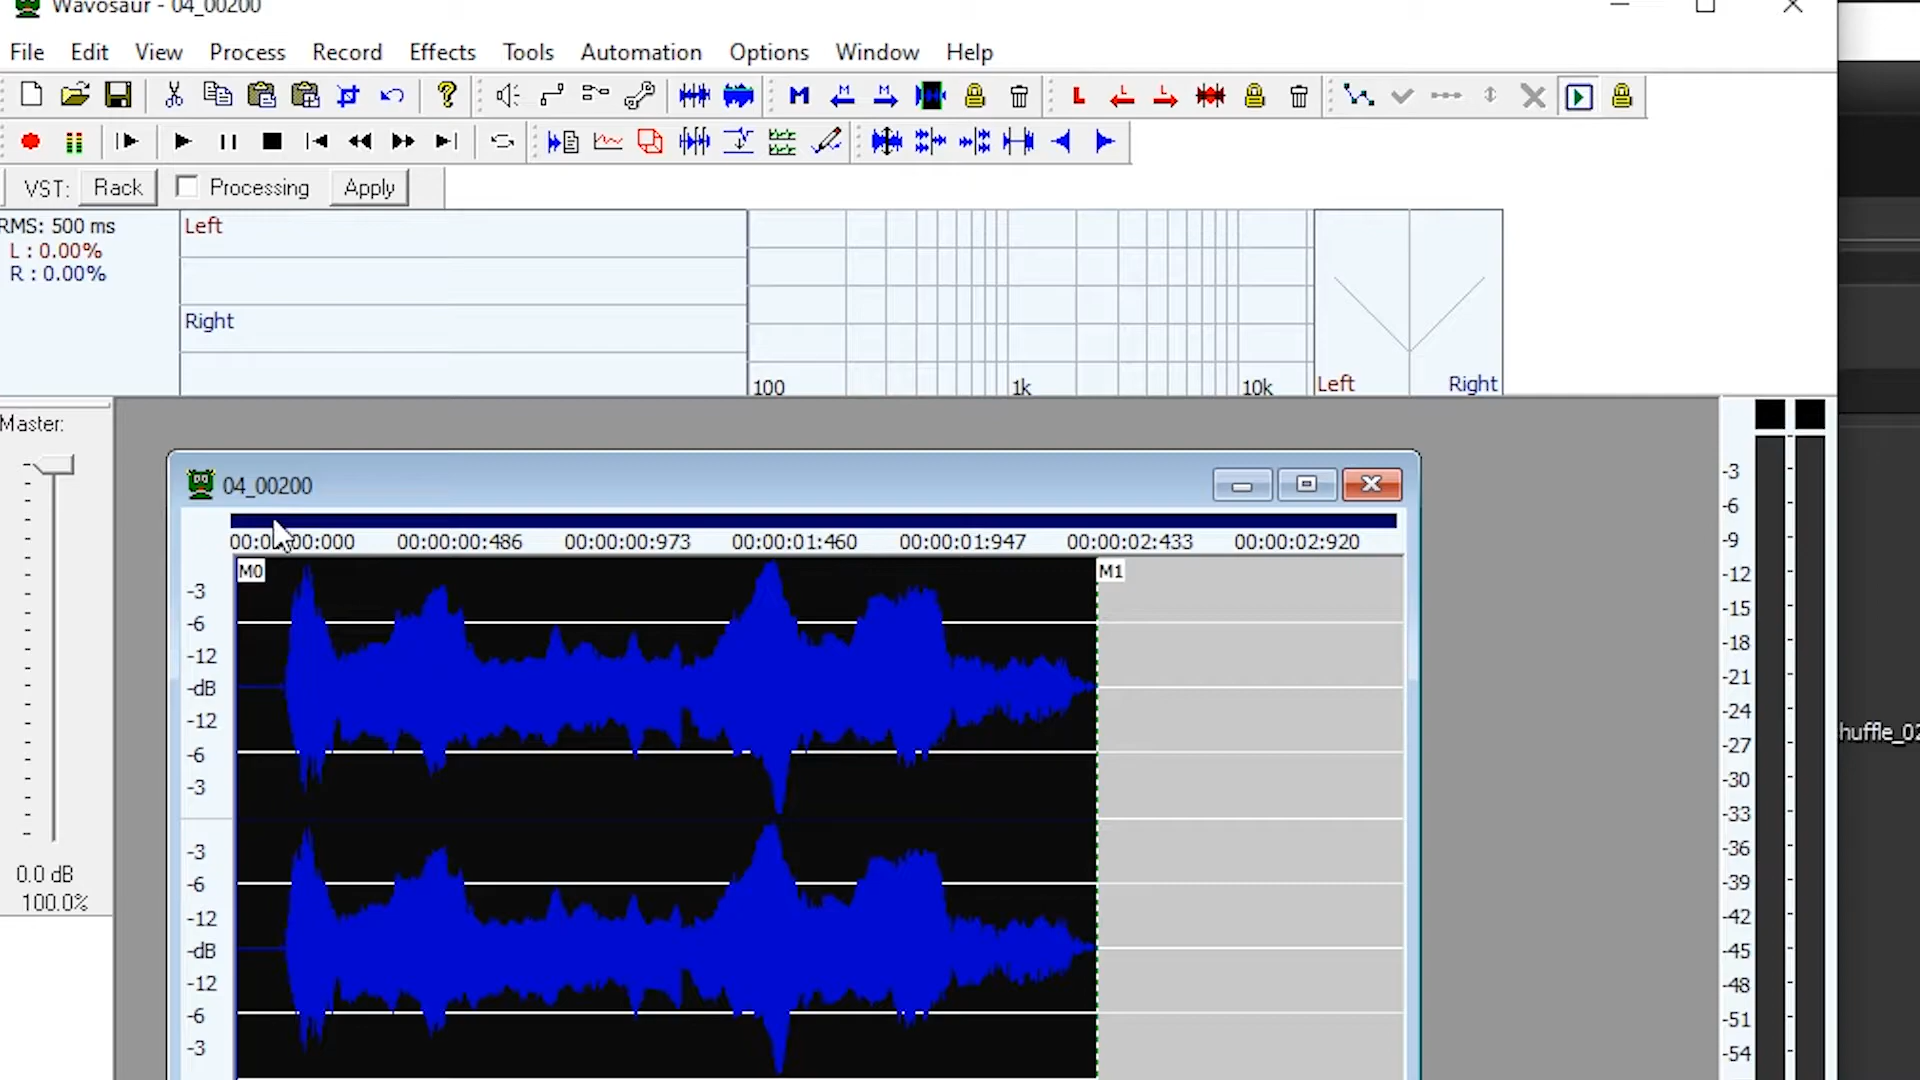 Wavosaur - 04_00200
File Edit View Process Record Effects Tools Automation Options Window Help
M L
VST: Rack Processing Apply
RMS: 500 ms
L : 0.00%
R : 0.00%
Left
Right
100 1k 10k
Left Right
Master:
0.0 dB
100.0%
04_00200
00:00:00:486 00:00:00:973 00:00:01:460 00:00:01:947 00:00:02:433 00:00:02:920
M0 M1
-3
-6
-12
-dB
-12
-6
-3
-3
-6
-12
-dB
-12
-6
-3
-3
-6
-9
-12
-15
-18
-21
-24
-27
-30
-33
-36
-39
-42
-45
-48
-51
-54
huffle_02